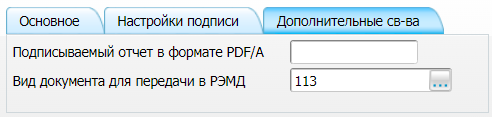 Основное Настройки подписи Дополнительные св-ва
Подписываемый отчет в формате PDF/A
Вид документа для передачи в РЭМД 113 ...